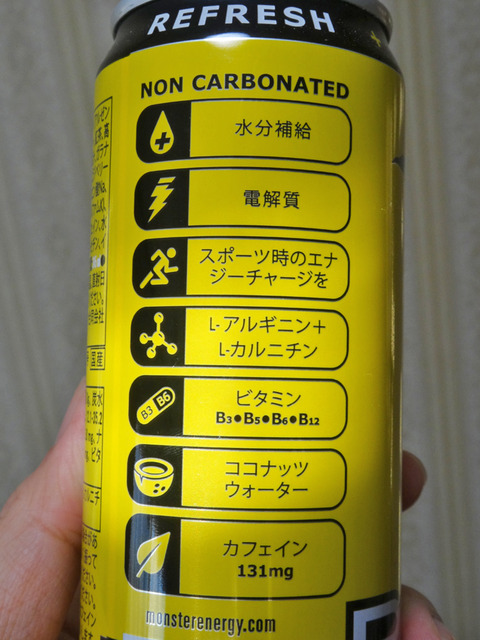 REFRESH
NON CARBONATED
水分補給
電解質
スポーツ時のエナ
ジーチャージを
L-アルギニン+
L-カルニチン
B3 B6
ビタミン
B3●B5●B6●B12
ココナッツ
ウォーター
カフェイン
131mg
monsterenergy.com
国産